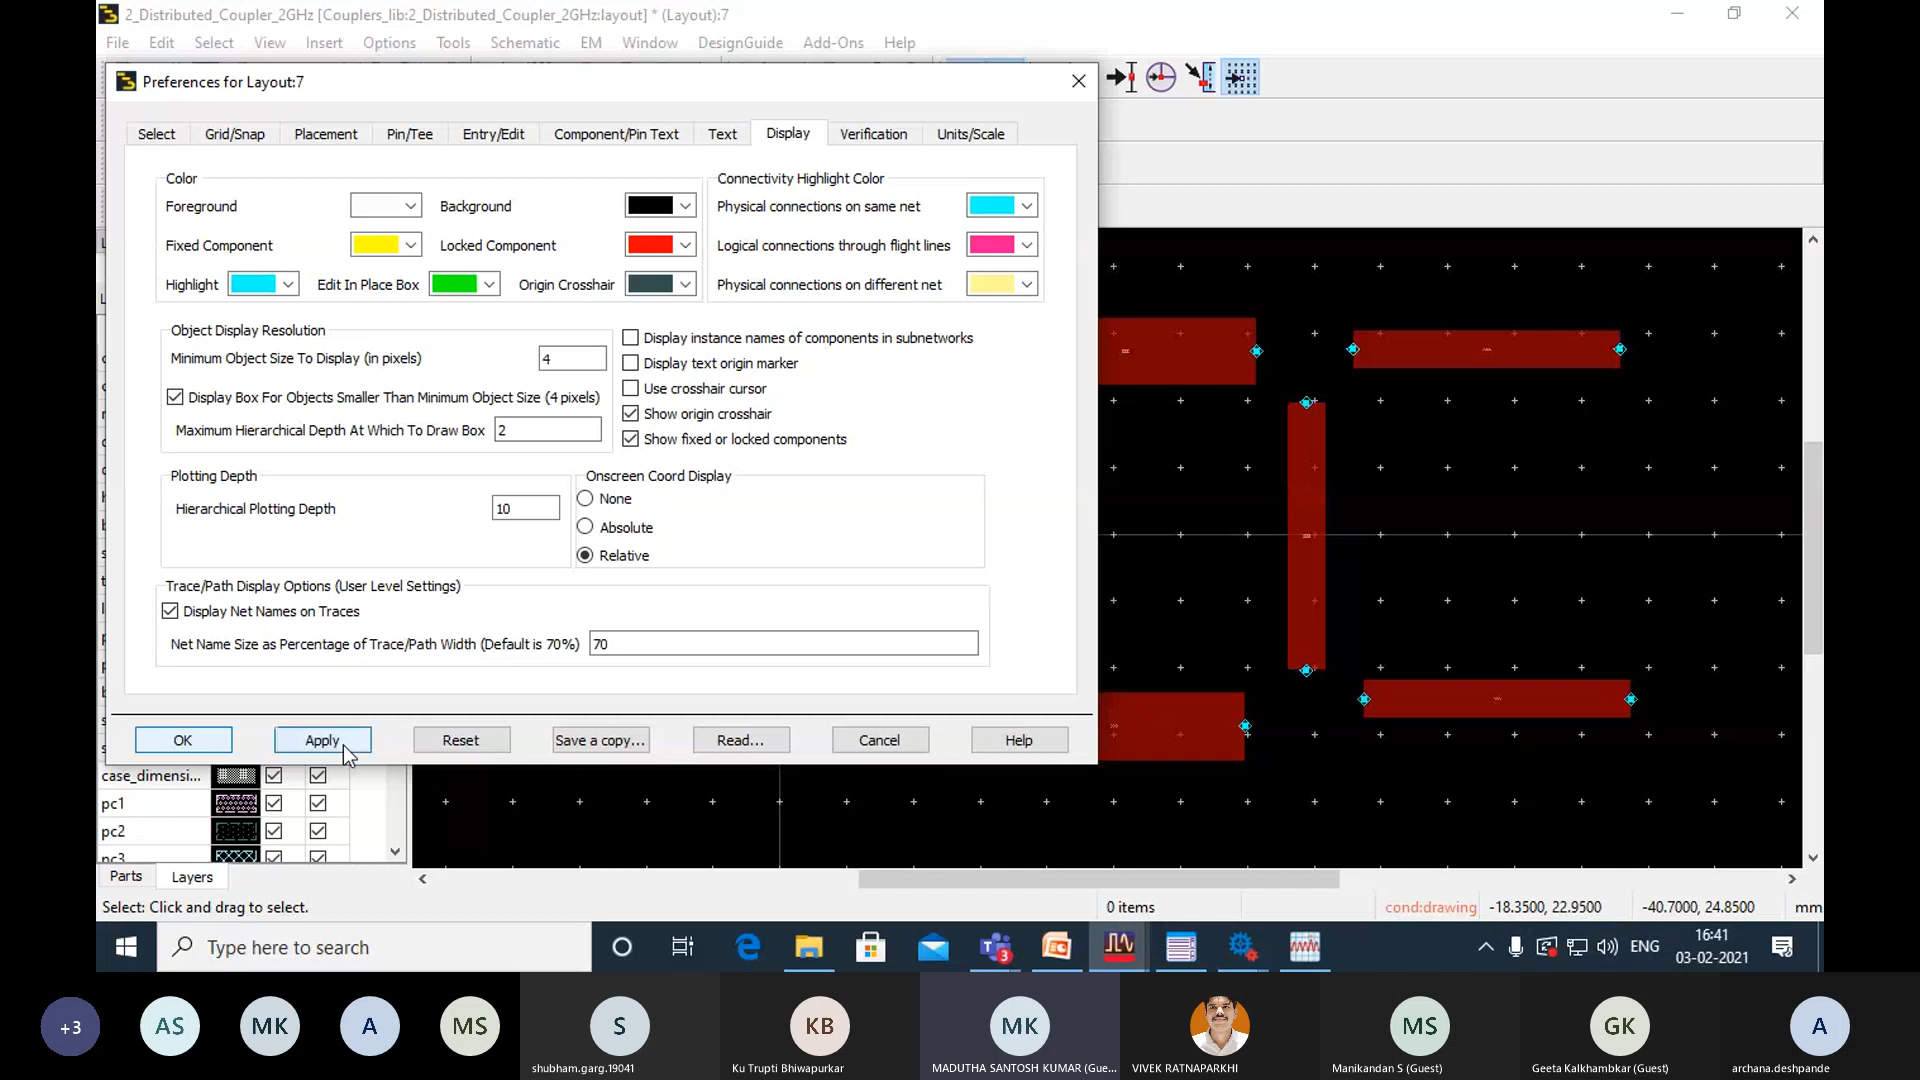 2_Distributed_Coupler_2GHz [Couplers_lib:2_Distributed_Coupler_2GHz:layout] * (Layout):7
File Edit Select View Insert Options Tools Schematic EM Window DesignGuide Add-Ons Help
Preferences for Layout:7
Select Grid/Snap Placement Pin/Tee Entry/Edit Component/Pin Text Text Display Verification Units/Scale
Color
Foreground
Background
Fixed Component
Locked Component
Highlight
Edit In Place Box
Origin Crosshair
Connectivity Highlight Color
Physical connections on same net
Logical connections through flight lines
Physical connections on different net
Object Display Resolution
Minimum Object Size To Display (in pixels) 4
Display Box For Objects Smaller Than Minimum Object Size (4 pixels)
Maximum Hierarchical Depth At Which To Draw Box 2
Display instance names of components in subnetworks
Display text origin marker
Use crosshair cursor
Show origin crosshair
Show fixed or locked components
Plotting Depth
Hierarchical Plotting Depth 10
Onscreen Coord Display
None
Absolute
Relative
Trace/Path Display Options (User Level Settings)
Display Net Names on Traces
Net Name Size as Percentage of Trace/Path Width (Default is 70%) 70
OK Apply Reset Save a copy... Read... Cancel Help
case_dimensi...
pc1
pc2
pc3
Parts Layers
Select: Click and drag to select.
0 items
cond:drawing
-18.3500, 22.9500
-40.7000, 24.8500
mm
Type here to search
3
ENG
16:41
03-02-2021
+3 AS MK A MS S KB MK MS GK A
shubham.garg.19041
Ku Trupti Bhiwapurkar
MADUTHA SANTOSH KUMAR (Gue...
VIVEK RATNAPARKHI
Manikandan S (Guest)
Geeta Kalkhambkar (Guest)
archana.deshpande